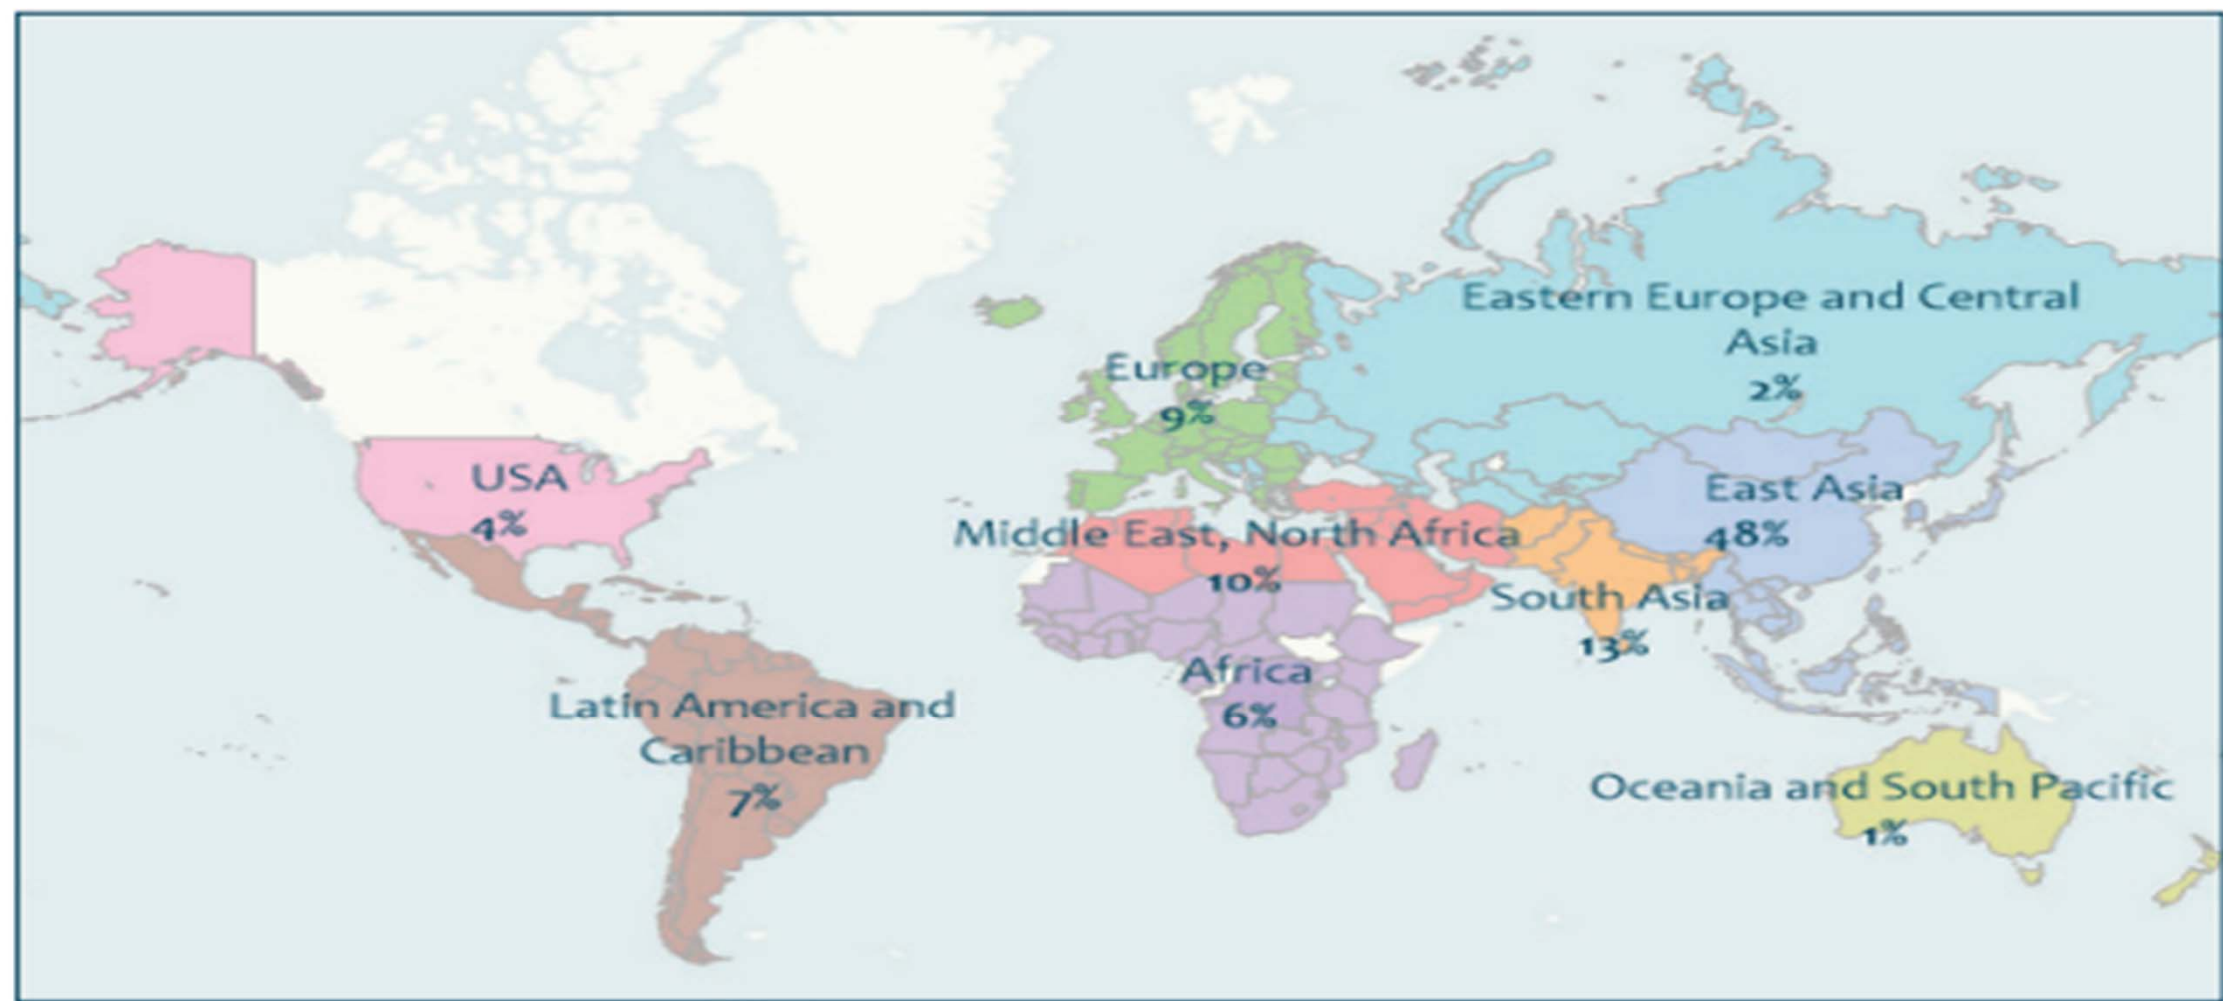 Eastern Europe and Central
Asia
2%
Europe
9%
USA
4%
East Asia
48%
Middle East, North Africa
10%
South Asia
13%
Africa
6%
Latin America and
Caribbean
7%
Oceania and South Pacific
1%